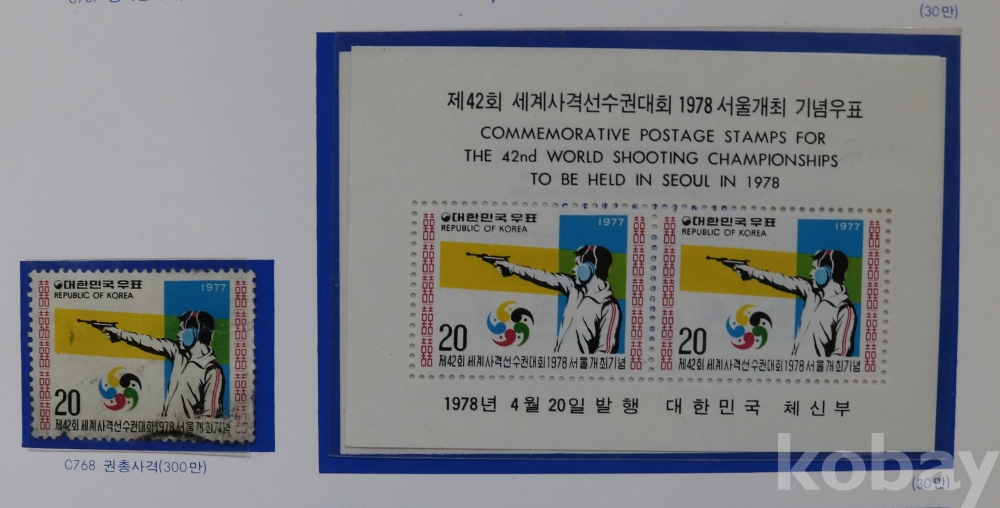 (30만)
제42회 세계사격선수권대회 1978 서울개최 기념우표
COMMEMORATIVE POSTAGE STAMPS FOR
THE 42nd WORLD SHOOTING CHAMPIONSHIPS
TO BE HELD IN SEOUL IN 1978
대한민국우표 1977
REPUBLIC OF KOREA
20
제42회 세계사격선수권대회 1978 서울개최기념
대한민국우표 1977
REPUBLIC OF KOREA
20
제42회 세계사격선수권대회 1978 서울개최기념
1978년 4월 20일 발행 대한민국 체신부
대한민국우표 1977
REPUBLIC OF KOREA
20
제42회 세계사격선수권대회 1978 서울개최기념
C768 권총사격(300만)
(30만)
kobay